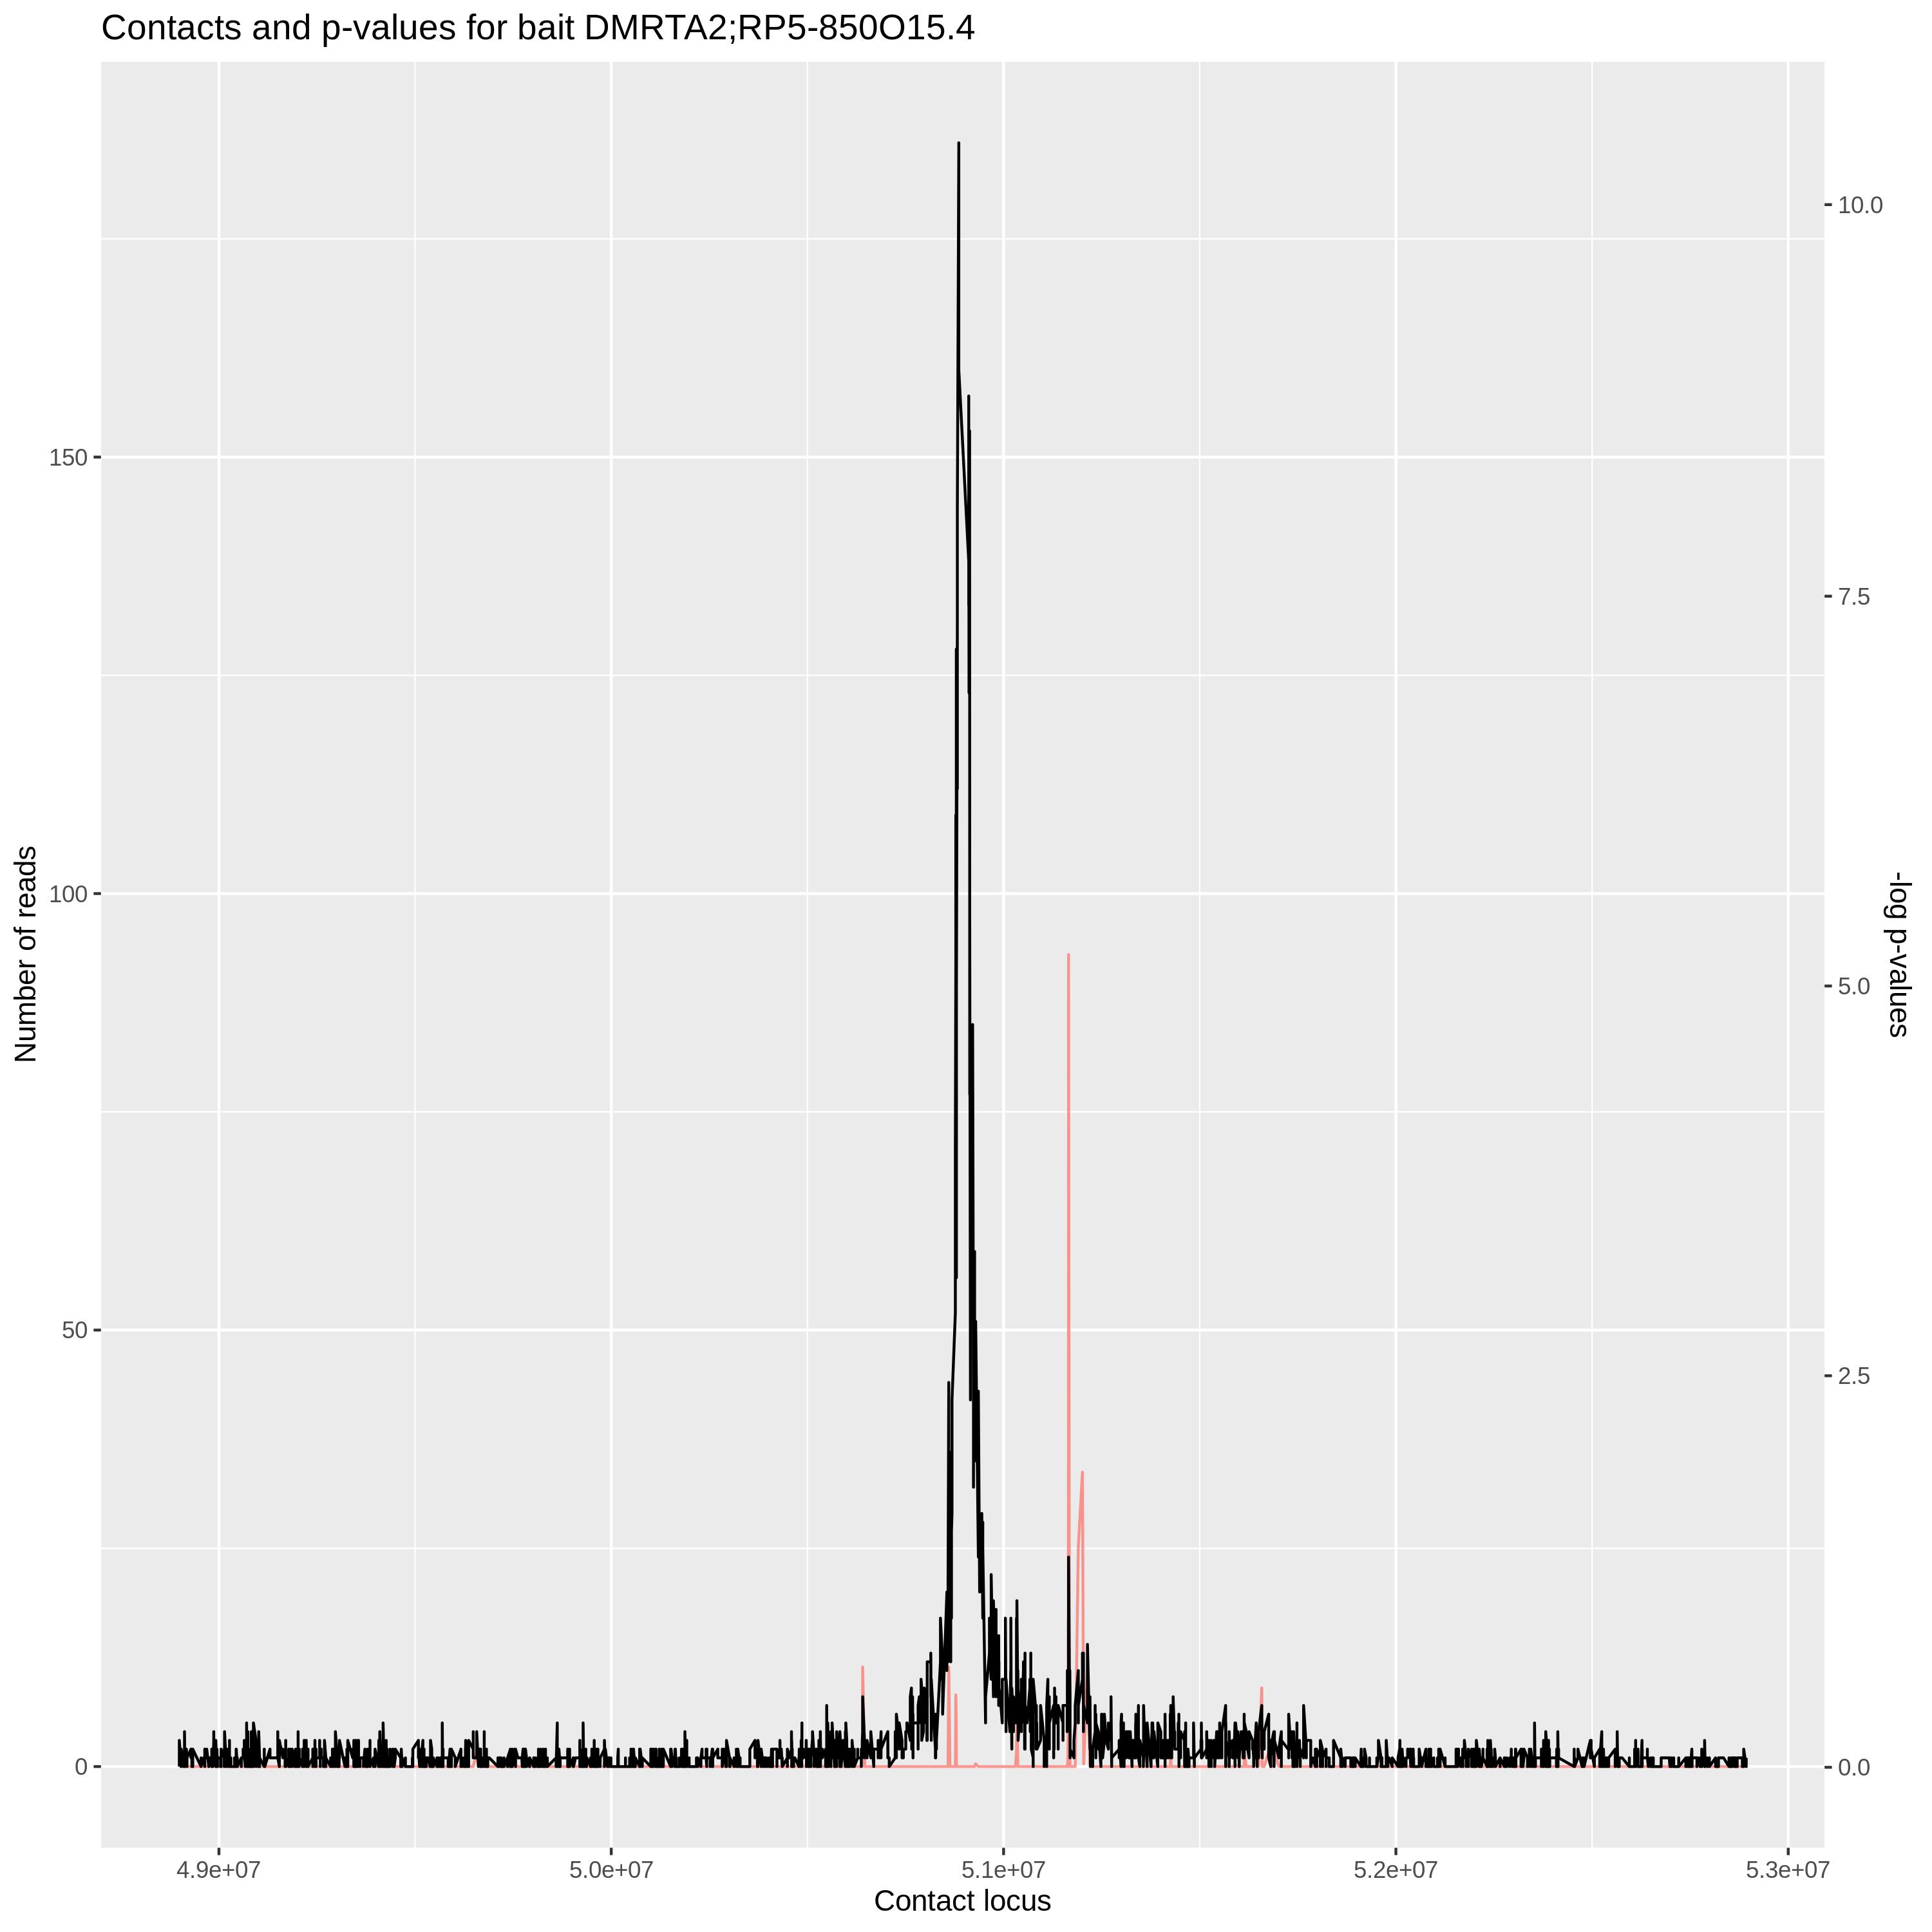 Contacts and p-values for bait DMRTA2;RP5-850O15.4
Number of reads
150
100
50
0
10.0
7.5
5.0
2.5
0.0
-log p-values
4.9e+07
5.0e+07
5.1e+07
5.2e+07
5.3e+07
Contact locus